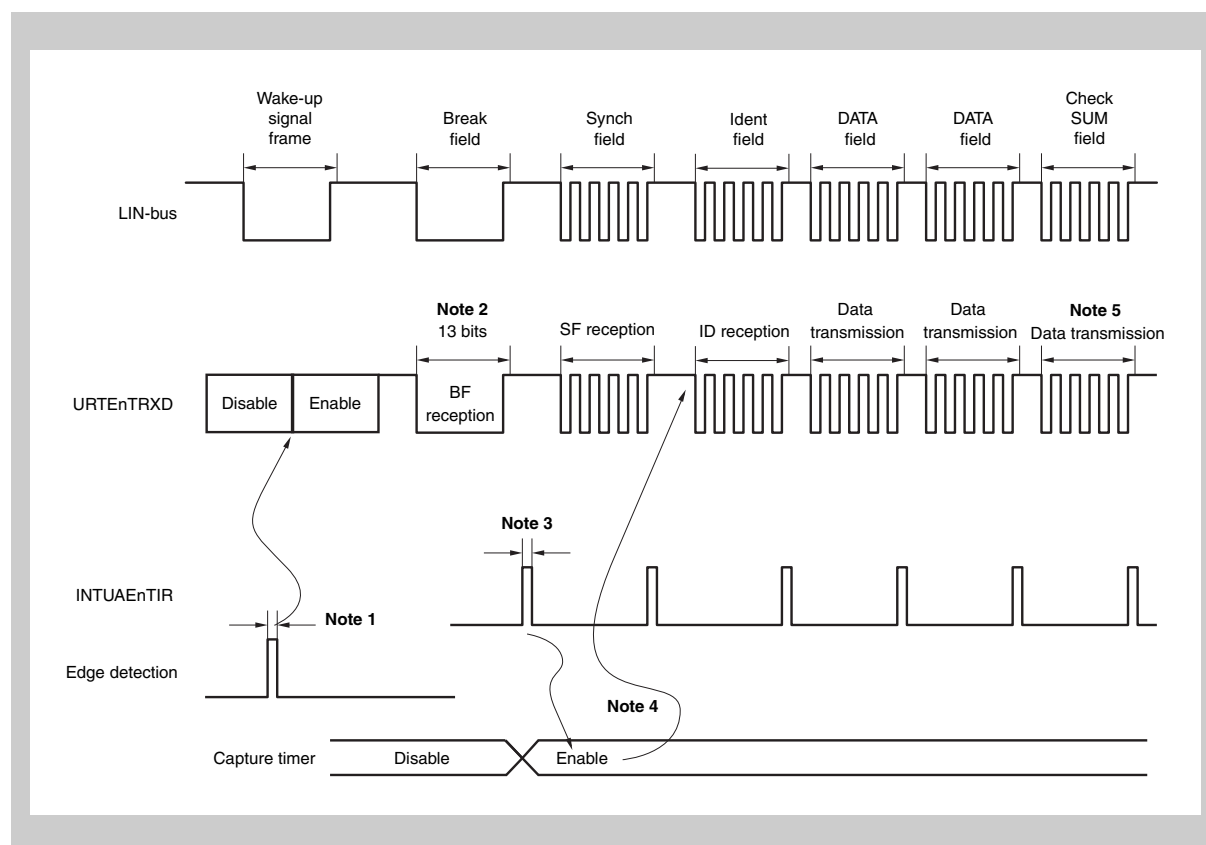 Wake-up
signal
frame
Break
field
Synch
field
Ident
field
DATA
field
DATA
field
Check
SUM
field
LIN-bus
Note 2
13 bits
SF reception
ID reception
Data
transmission
Data
transmission
Note 5
Data transmission
URTEnTRXD
Disable
Enable
BF
reception
Note 3
INTUAEnTIR
Note 1
Edge detection
Note 4
Capture timer
Disable
Enable